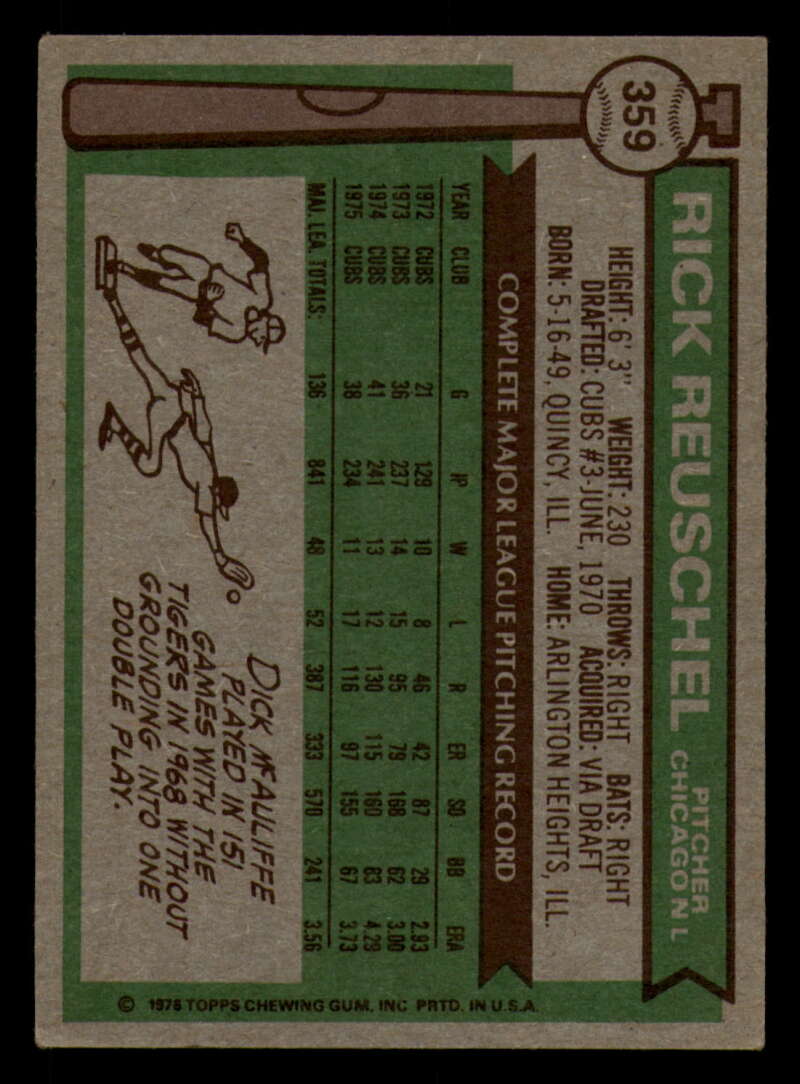 359
RICK REUSCHEL PITCHER
CHICAGO N L
HEIGHT: 6' 3" WEIGHT: 230 THROWS: RIGHT BATS: RIGHT
DRAFTED: CUBS #3-JUNE, 1970 ACQUIRED: VIA DRAFT
BORN: 5-16-49, QUINCY, ILL. HOME: ARLINGTON HEIGHTS, ILL.
COMPLETE MAJOR LEAGUE PITCHING RECORD
YEAR CLUB G IP W L R ER SO BB ERA
1972 CUBS 21 129 10 8 46 42 87 29 2.93
1973 CUBS 36 237 14 15 95 79 168 62 3.00
1974 CUBS 41 241 13 12 130 115 160 83 4.29
1975 CUBS 38 234 11 17 116 97 155 67 3.73
MAJ. LEA. TOTALS: 136 841 48 52 387 333 570 241 3.56
DICK McAULIFFE
PLAYED IN 151
GAMES WITH THE
TIGERS IN 1968 WITHOUT
GROUNDING INTO ONE
DOUBLE PLAY.
© 1976 TOPPS CHEWING GUM, INC PRTD. IN U.S.A.